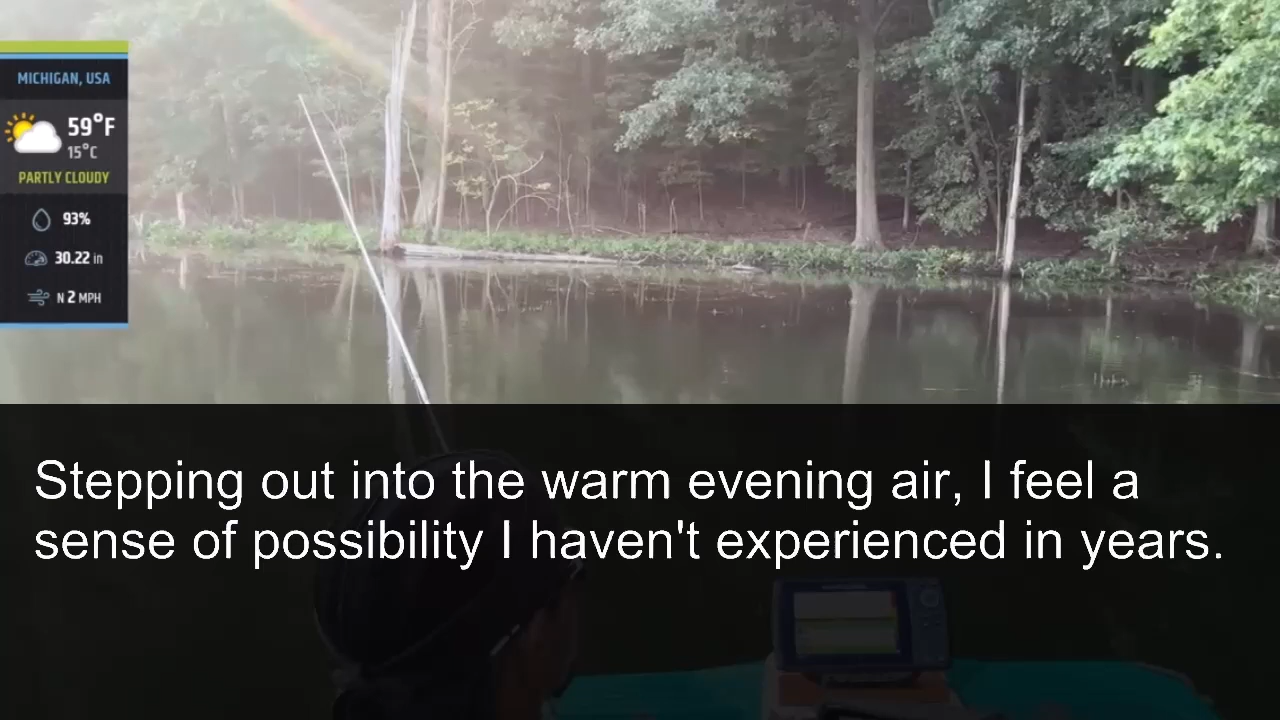 MICHIGAN, USA
59°F
15°C
PARTLY CLOUDY
93%
30.22 in
N 2 MPH
Stepping out into the warm evening air, I feel a
sense of possibility I haven't experienced in years.